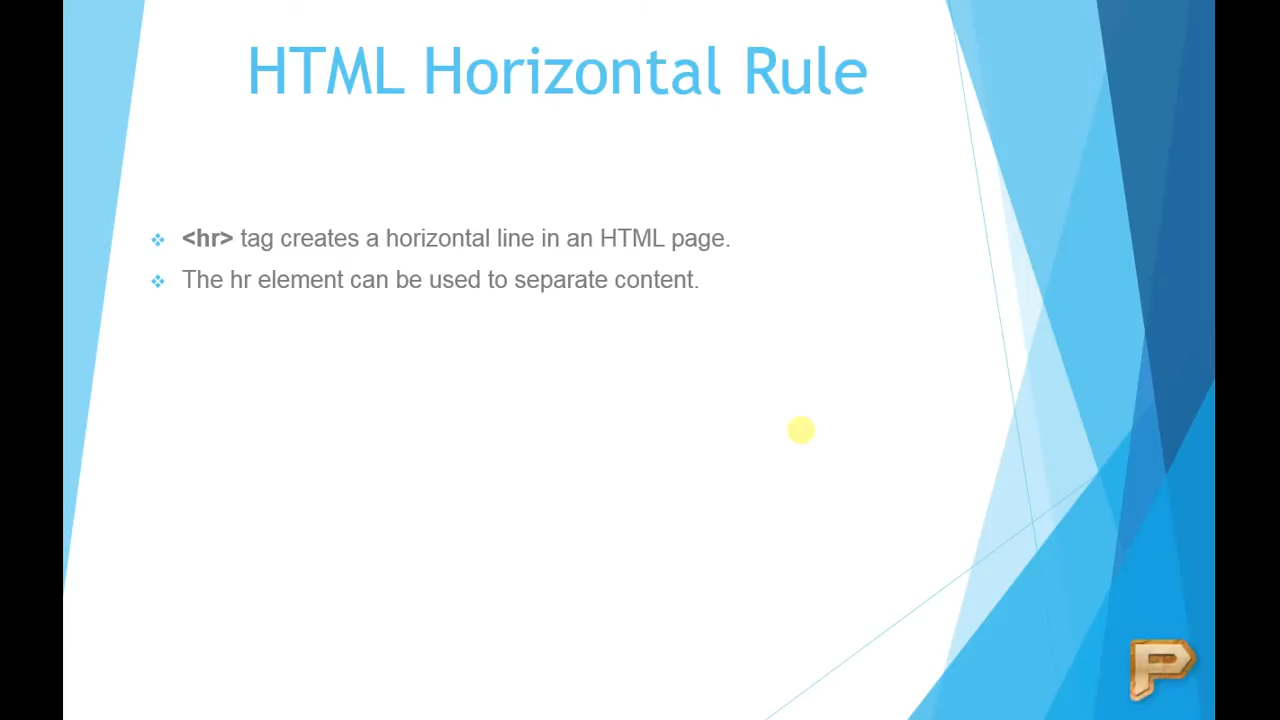 HTML Horizontal Rule
<hr> tag creates a horizontal line in an HTML page.
The hr element can be used to separate content.
P